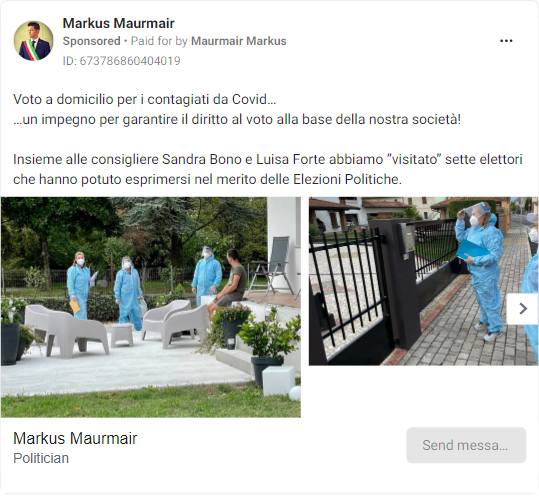 Markus Maurmair
Sponsored • Paid for by Maurmair Markus
ID: 673786860404019
Voto a domicilio per i contagiati da Covid...
...un impegno per garantire il diritto al voto alla base della nostra società!
Insieme alle consigliere Sandra Bono e Luisa Forte abbiamo ”visitato” sette elettori
che hanno potuto esprimersi nel merito delle Elezioni Politiche.
Markus Maurmair
Politician
Send messa...